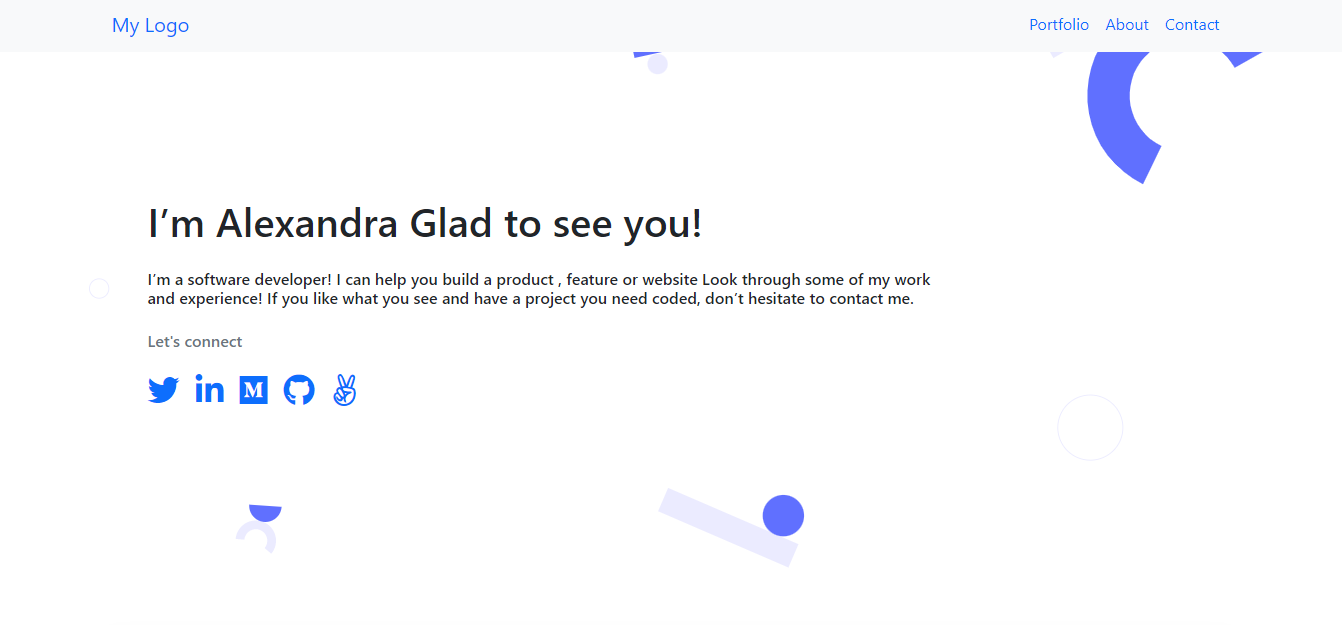 My Logo
Portfolio About Contact
I’m Alexandra Glad to see you!
I’m a software developer! I can help you build a product , feature or website Look through some of my work
and experience! If you like what you see and have a project you need coded, don’t hesitate to contact me.
Let's connect
in
M